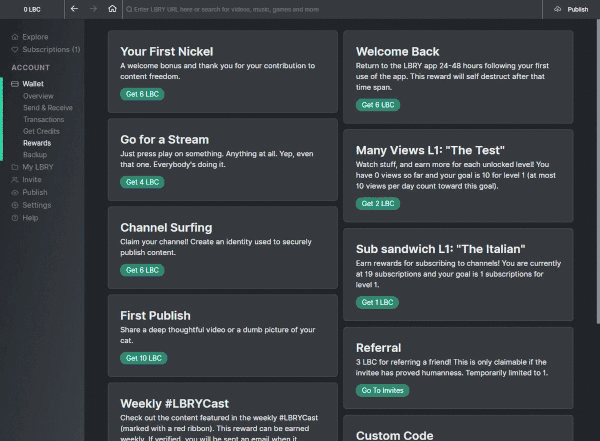 0 LBC
Enter LBRY URL here or search for videos, music, games and more
Publish
Explore
Subscriptions (1)
ACCOUNT
Wallet
Overview
Send & Receive
Transactions
Get Credits
Rewards
Backup
My LBRY
Invite
Publish
Settings
Help
Your First Nickel
A welcome bonus and thank you for your contribution to
content freedom.
Get 6 LBC
Go for a Stream
Just press play on something. Anything at all. Yep, even
that one. Everybody's doing it.
Get 4 LBC
Channel Surfing
Claim your channel! Create an identity used to securely
publish content.
Get 6 LBC
First Publish
Share a deep thoughtful video or a dumb picture of your
cat.
Get 10 LBC
Weekly #LBRYCast
Check out the content featured in the weekly #LBRYCast
(marked with a red ribbon). This reward can be earned
weekly. If verified, you will be sent an email when it
Welcome Back
Return to the LBRY app 24-48 hours following your first
use of the app. This reward will self destruct after that
time span.
Get 6 LBC
Many Views L1: "The Test"
Watch stuff, and earn more for each unlocked level! You
have 0 views so far and your goal is 10 for level 1 (at most
10 views per day count toward this goal).
Get 2 LBC
Sub sandwich L1: "The Italian"
Earn rewards for subscribing to channels! You are currently
at 19 subscriptions and your goal is 1 subscriptions for
level 1.
Get 1 LBC
Referral
3 LBC for referring a friend! This is only claimable if the
invitee has proved humanness. Temporarily limited to 1.
Go To Invites
Custom Code